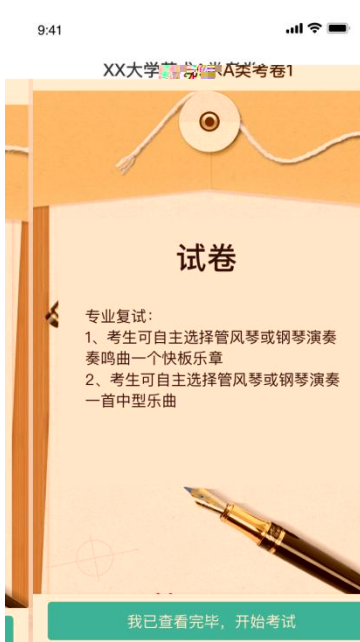 9:41
XX大学
A类考卷1
试卷
专业复试：
1、考生可自主选择管风琴或钢琴演奏
奏鸣曲一个快板乐章
2、考生可自主选择管风琴或钢琴演奏
一首中型乐曲
我已查看完毕，开始考试